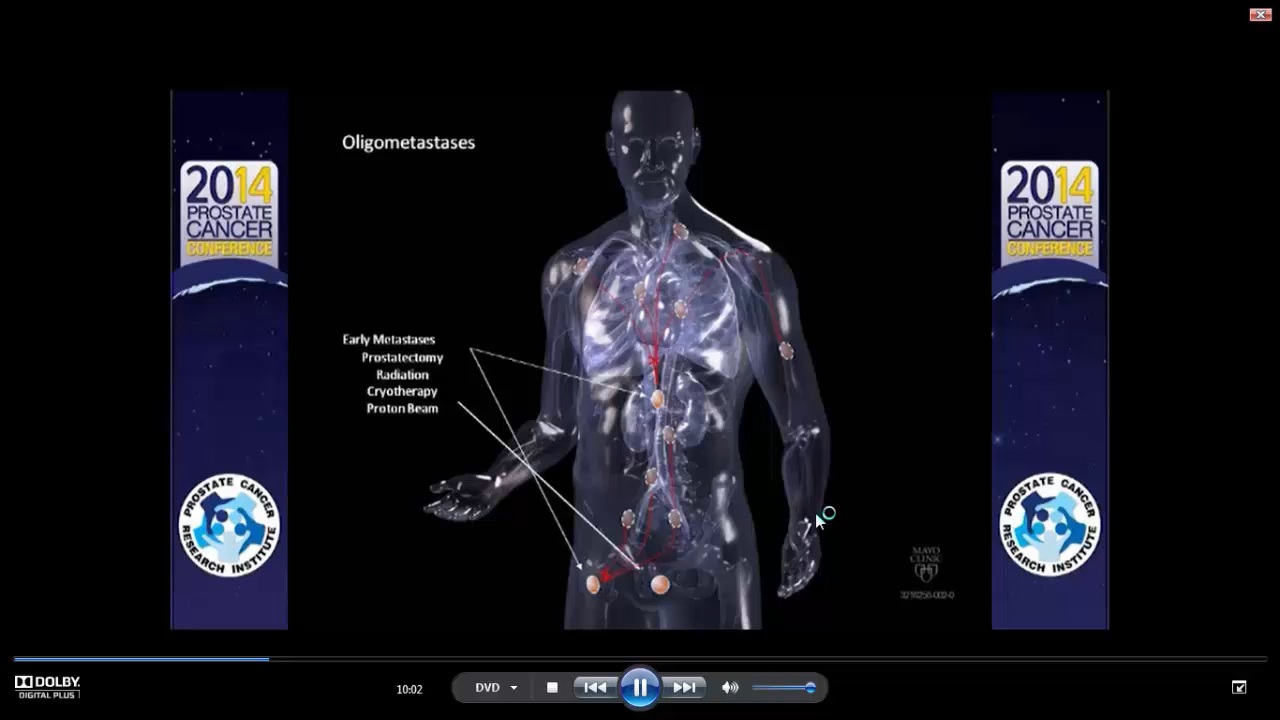 2014
PROSTATE
CANCER
CONFERENCE
PROSTATE CANCER
RESEARCH INSTITUTE
Oligometastases
Early Metastases
Prostatectomy
Radiation
Cryotherapy
Proton Beam
MAYO
CLINIC
2014
PROSTATE
CANCER
CONFERENCE
PROSTATE CANCER
RESEARCH INSTITUTE
DOLBY
DIGITAL PLUS
10:02
DVD